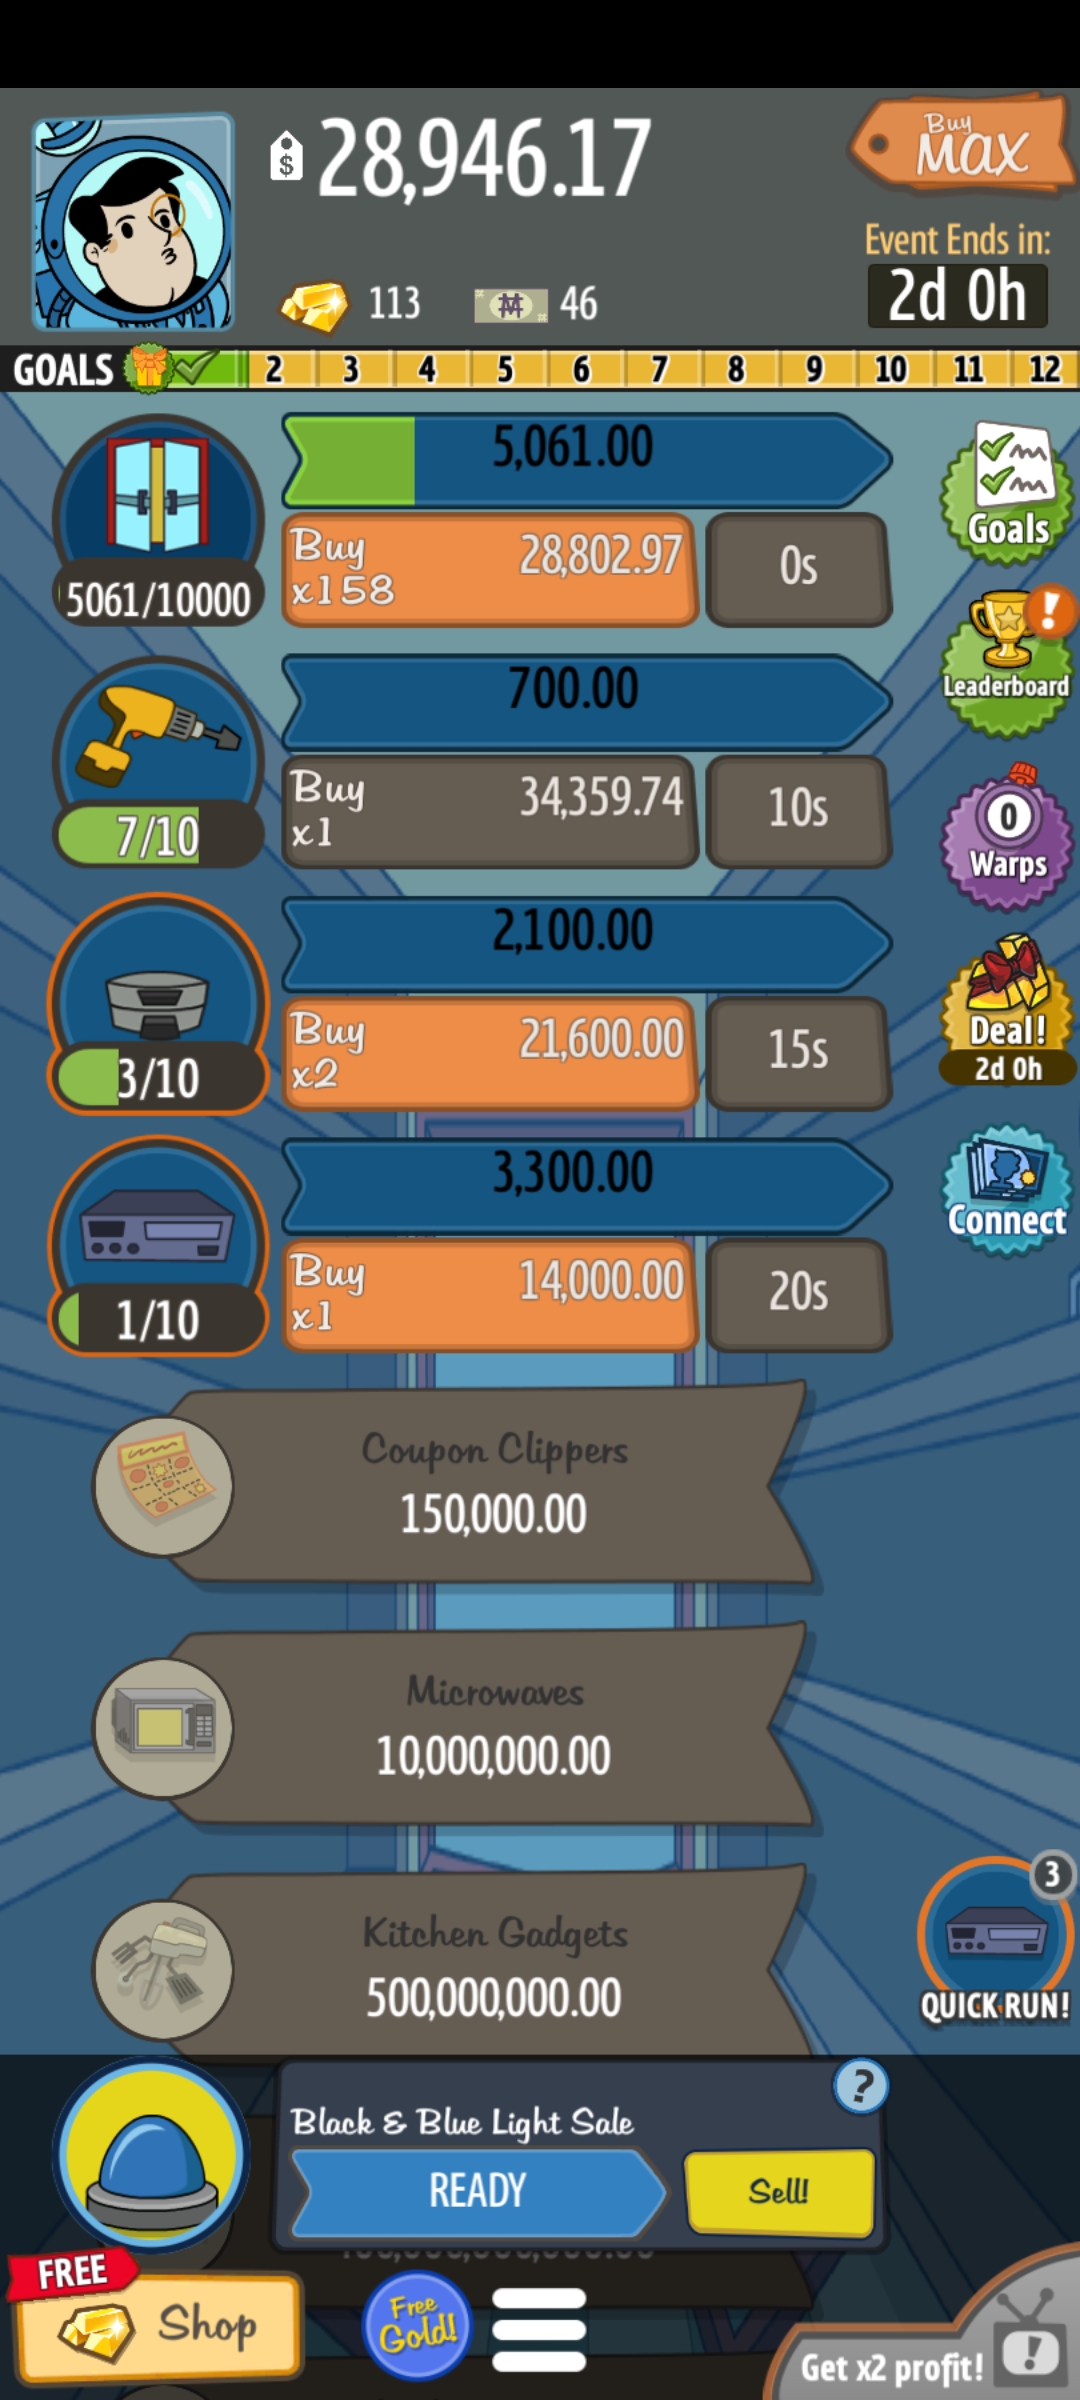 Buy
MAX
$ 28,946.17
Event Ends in:
2d 0h
113
46
GOALS 2 3 4 5 6 7 8 9 10 11 12
5,061.00
Buy
x158
28,802.97
0s
5061/10000
Goals
!
Leaderboard
700.00
Buy
x1
34,359.74
10s
7/10
0
Warps
2,100.00
Buy
x2
21,600.00
15s
3/10
Deal!
2d 0h
3,300.00
Buy
x1
14,000.00
20s
1/10
Connect
Coupon Clippers
150,000.00
Microwaves
10,000,000.00
Kitchen Gadgets
500,000,000.00
3
QUICK RUN!
?
Black & Blue Light Sale
READY
Sell!
FREE
Shop
Free
Gold!
Get x2 profit!
!